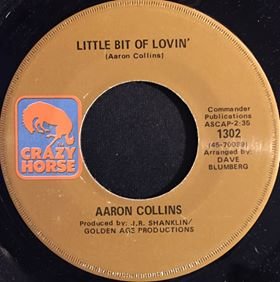 LITTLE BIT OF LOVIN'
(Aaron Collins)
Commander
Publications
ASCAP-2:35
1302
(45-70089)
Arranged by:
DAVE
BLUMBERG
CRAZY
HORSE
AARON COLLINS
Produced by: J.R. SHANKLIN/
GOLDEN AGE PRODUCTIONS